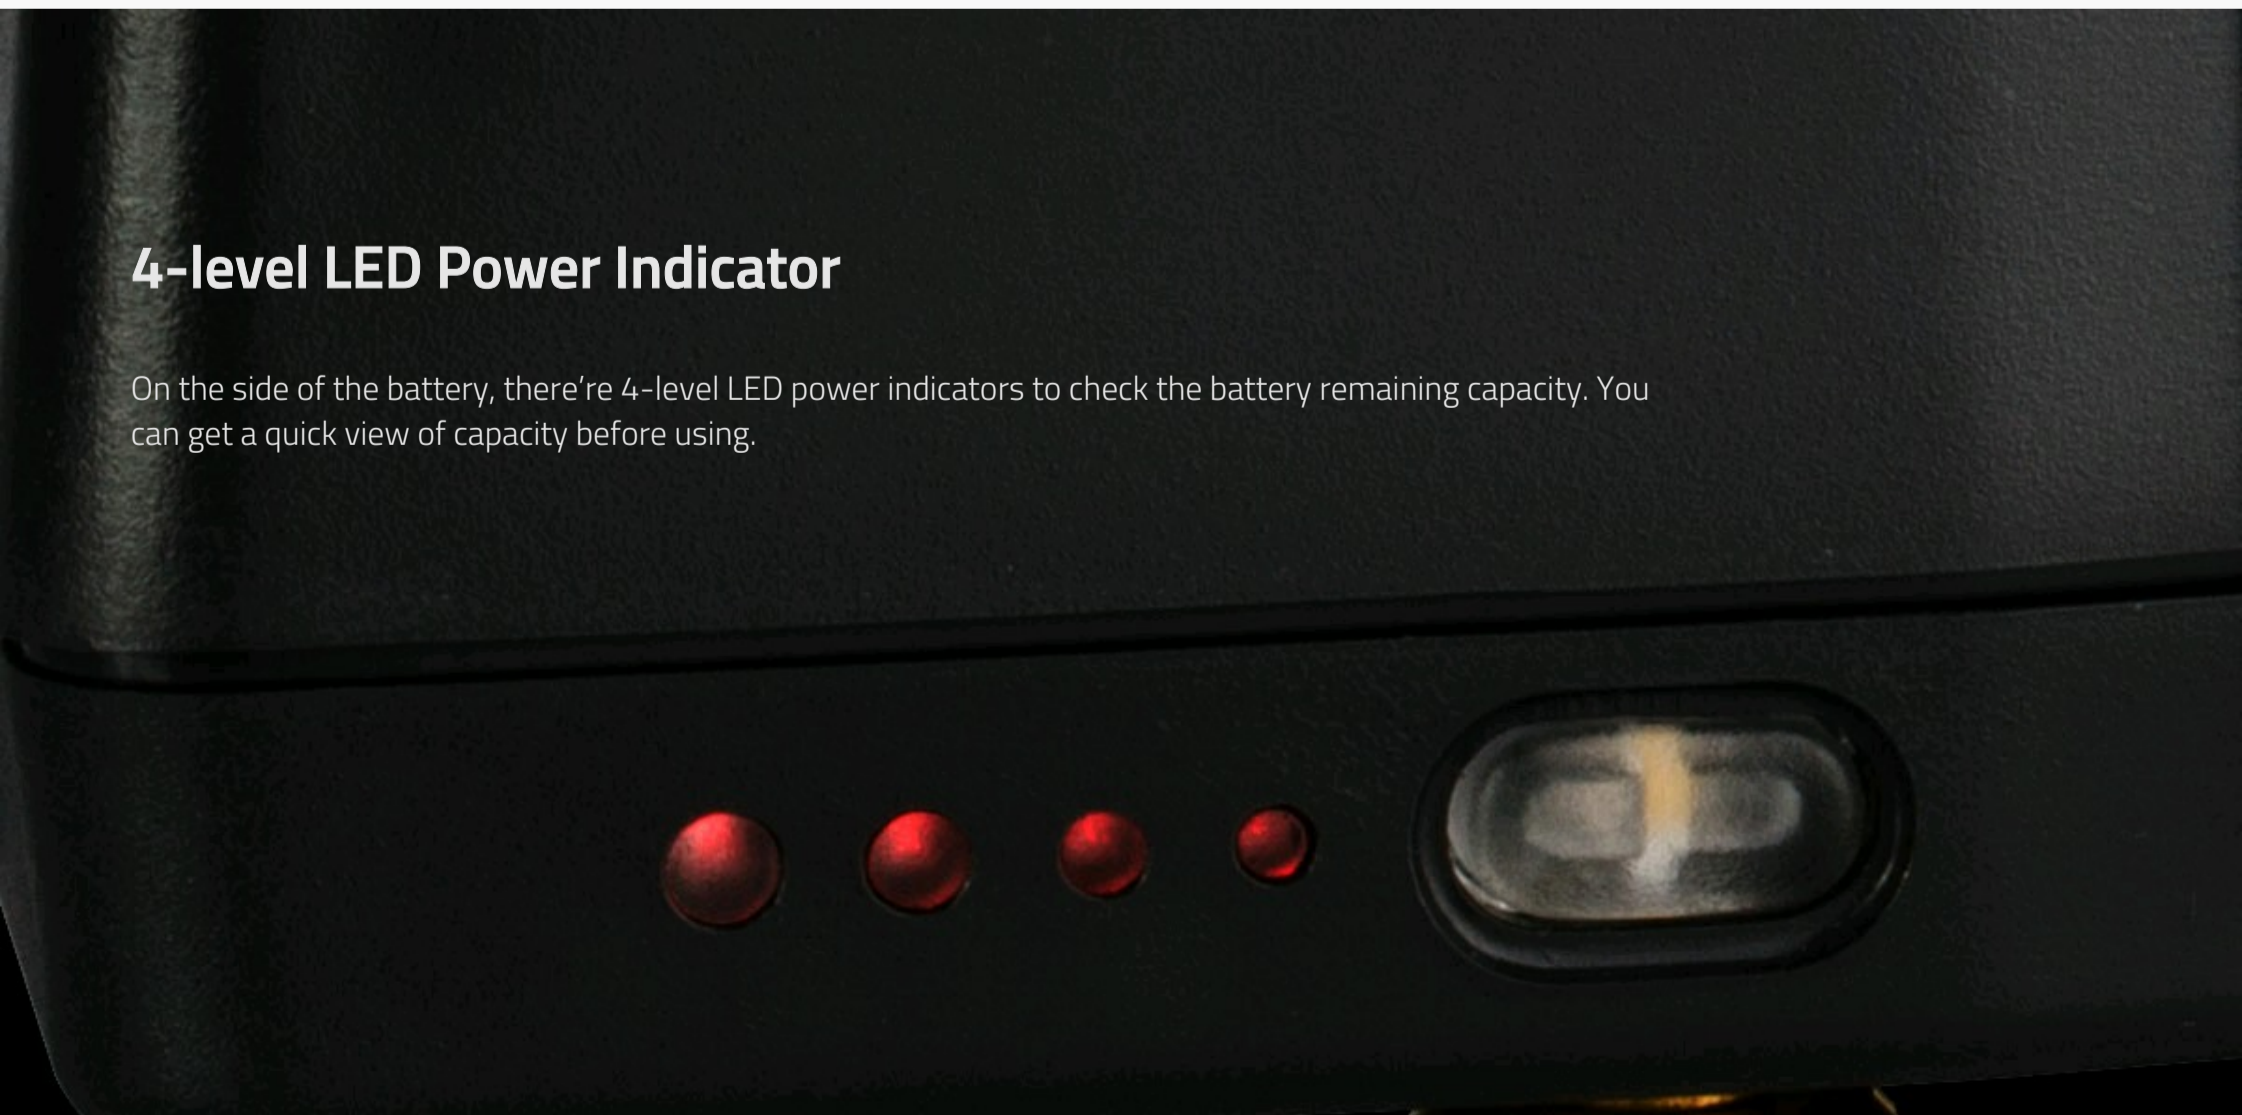 4-level LED Power Indicator
On the side of the battery, there’re 4-level LED power indicators to check the battery remaining capacity. You
can get a quick view of capacity before using.